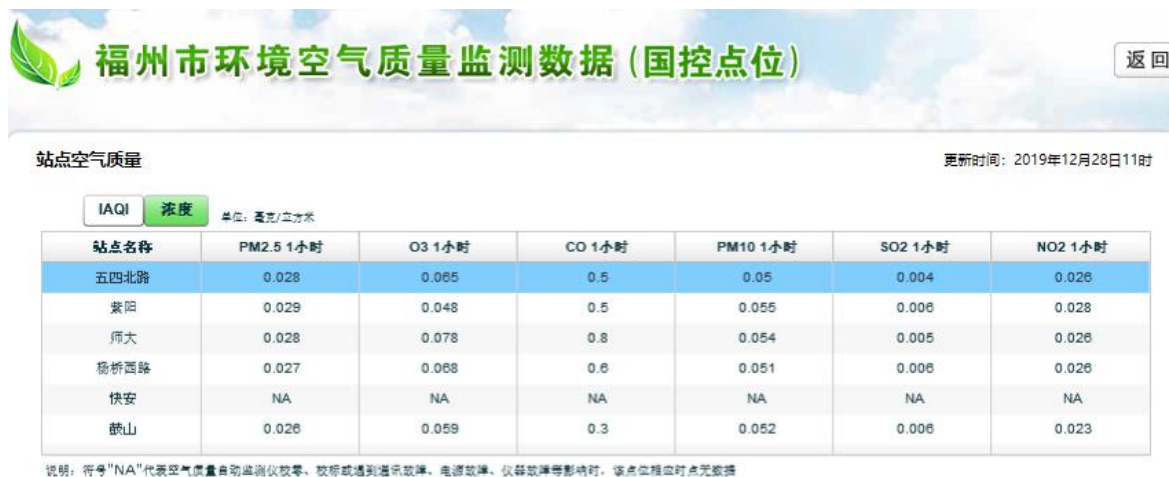 福州市环境空气质量监测数据(国控点位)
返回
站点空气质量 更新时间：2019年12月28日11时
IAQI 浓度 单位：毫克/立方米
站点名称 PM2.5 1小时 O3 1小时 CO 1小时 PM10 1小时 SO2 1小时 NO2 1小时
五四北路 0.028 0.065 0.5 0.05 0.004 0.026
紫阳 0.029 0.048 0.5 0.055 0.006 0.028
师大 0.028 0.078 0.8 0.054 0.005 0.026
杨桥西路 0.027 0.068 0.6 0.051 0.006 0.026
快安 NA NA NA NA NA NA
鼓山 0.026 0.059 0.3 0.052 0.006 0.023
说明：符号"NA"代表空气质量自动监测仪校零、校标或遇到通讯故障、电源故障、仪器故障等影响时，该点位相应时点无数据